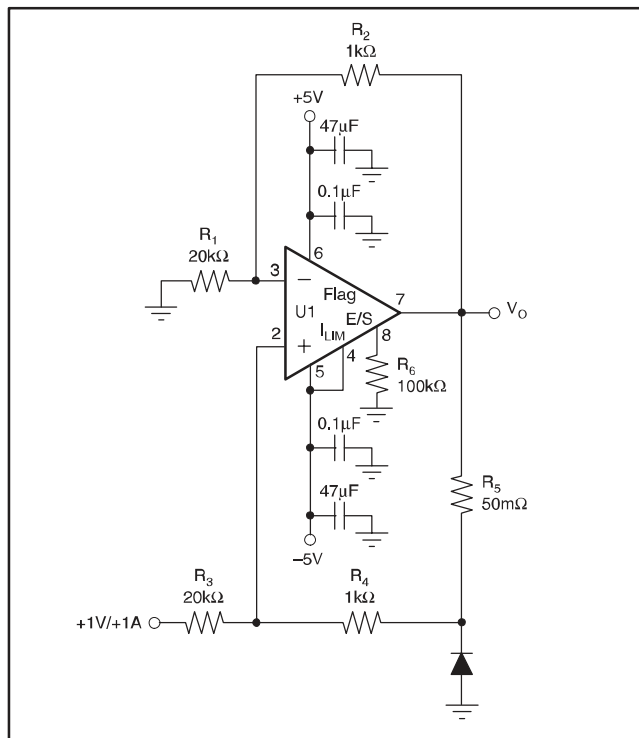 R2
1kΩ
+5V
47µF
0.1µF
R1
20kΩ
6
3
–
Flag
7
VO
U1
E/S
8
2
+
ILIM
4
5
R6
100kΩ
0.1µF
R5
50mΩ
47µF
–5V
R3
20kΩ
R4
1kΩ
+1V/+1A